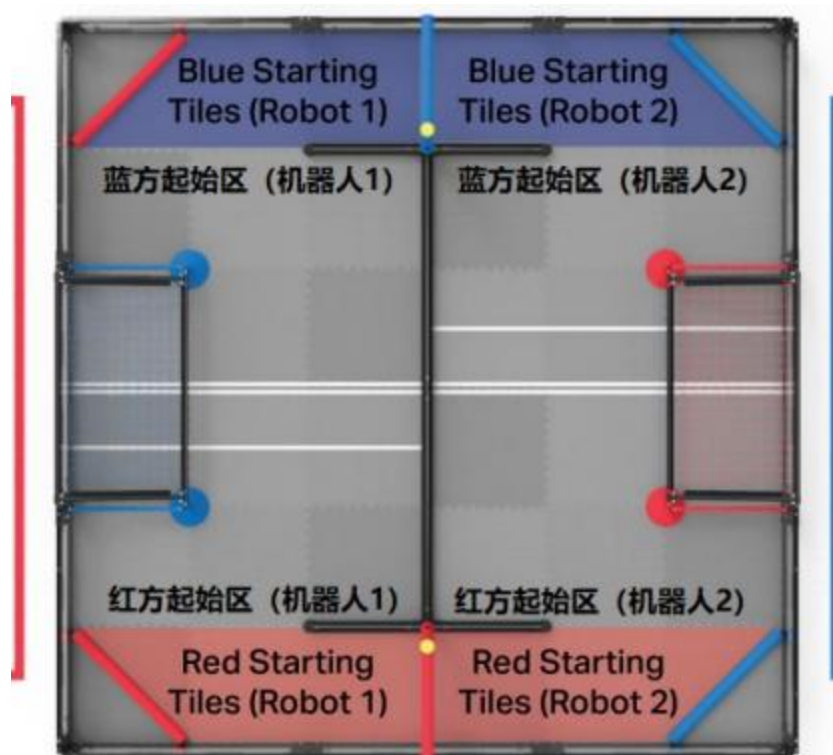 Blue Starting
Tiles (Robot 1)
Blue Starting
Tiles (Robot 2)
蓝方起始区（机器人1）
蓝方起始区（机器人2）
红方起始区（机器人1）
红方起始区（机器人2）
Red Starting
Tiles (Robot 1)
Red Starting
Tiles (Robot 2)